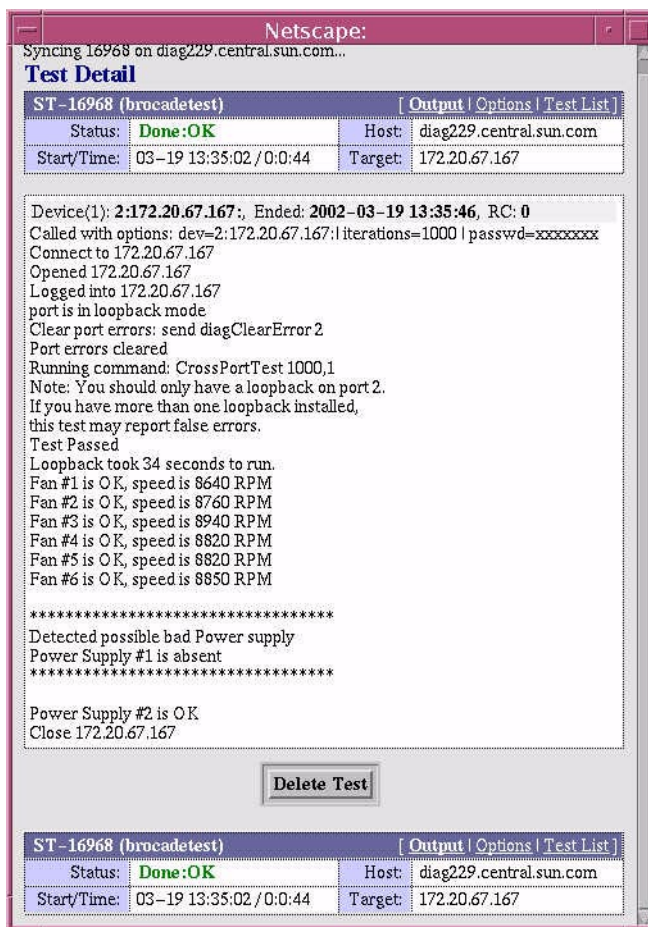 Netscape:
Syncing 16968 on diag229.central.sun.com...
Test Detail
ST-16968 (brocadetest) [ Output | Options | Test List ]
Status: Done:OK Host: diag229.central.sun.com
Start/Time: 03-19 13:35:02 / 0:0:44 Target: 172.20.67.167
Device(1): 2:172.20.67.167:, Ended: 2002-03-19 13:35:46, RC: 0
Called with options: dev=2:172.20.67.167:| iterations=1000 | passwd=xxxxxxx
Connect to 172.20.67.167
Opened 172.20.67.167
Logged into 172.20.67.167
port is in loopback mode
Clear port errors: send diagClearError 2
Port errors cleared
Running command: CrossPortTest 1000,1
Note: You should only have a loopback on port 2.
If you have more than one loopback installed,
this test may report false errors.
Test Passed
Loopback took 34 seconds to run.
Fan #1 is OK, speed is 8640 RPM
Fan #2 is OK, speed is 8760 RPM
Fan #3 is OK, speed is 8940 RPM
Fan #4 is OK, speed is 8820 RPM
Fan #5 is OK, speed is 8820 RPM
Fan #6 is OK, speed is 8850 RPM
**********************************
Detected possible bad Power supply
Power Supply #1 is absent
**********************************
Power Supply #2 is OK
Close 172.20.67.167
Delete Test
ST-16968 (brocadetest) [ Output | Options | Test List ]
Status: Done:OK Host: diag229.central.sun.com
Start/Time: 03-19 13:35:02 / 0:0:44 Target: 172.20.67.167